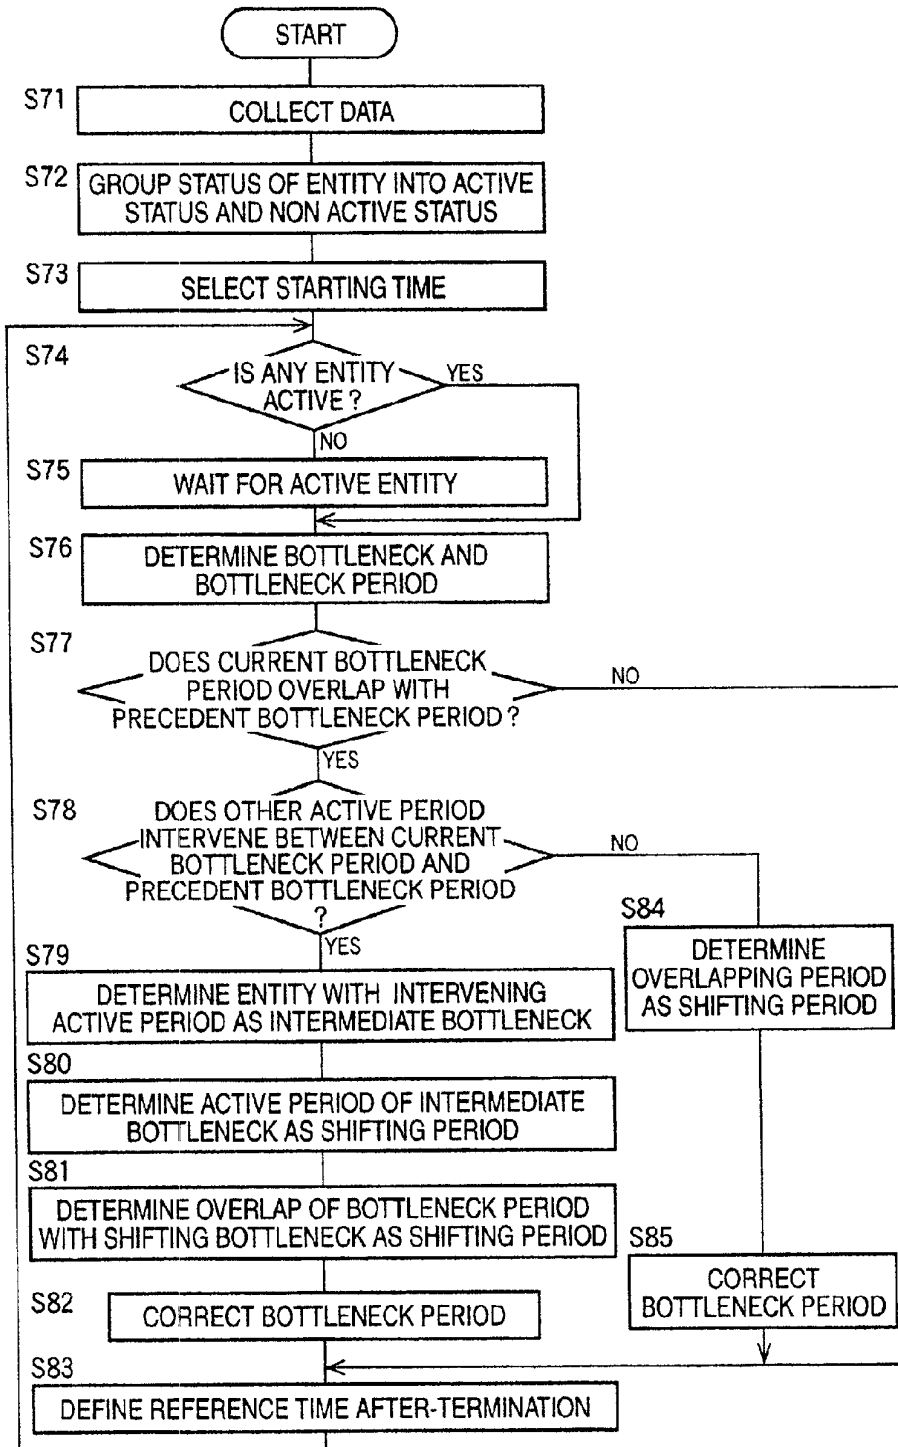 START
S71
COLLECT DATA
S72
GROUP STATUS OF ENTITY INTO ACTIVE
STATUS AND NON ACTIVE STATUS
S73
SELECT STARTING TIME
S74
IS ANY ENTITY
ACTIVE ?
YES
NO
S75
WAIT FOR ACTIVE ENTITY
S76
DETERMINE BOTTLENECK AND
BOTTLENECK PERIOD
S77
DOES CURRENT BOTTLENECK
PERIOD OVERLAP WITH
PRECEDENT BOTTLENECK PERIOD ?
NO
YES
S78
DOES OTHER ACTIVE PERIOD
INTERVENE BETWEEN CURRENT
BOTTLENECK PERIOD AND
PRECEDENT BOTTLENECK PERIOD
?
NO
YES
S79
DETERMINE ENTITY WITH INTERVENING
ACTIVE PERIOD AS INTERMEDIATE BOTTLENECK
S84
DETERMINE
OVERLAPPING PERIOD
AS SHIFTING PERIOD
S80
DETERMINE ACTIVE PERIOD OF INTERMEDIATE
BOTTLENECK AS SHIFTING PERIOD
S81
DETERMINE OVERLAP OF BOTTLENECK PERIOD
WITH SHIFTING BOTTLENECK AS SHIFTING PERIOD
S85
CORRECT
BOTTLENECK PERIOD
S82
CORRECT BOTTLENECK PERIOD
S83
DEFINE REFERENCE TIME AFTER-TERMINATION